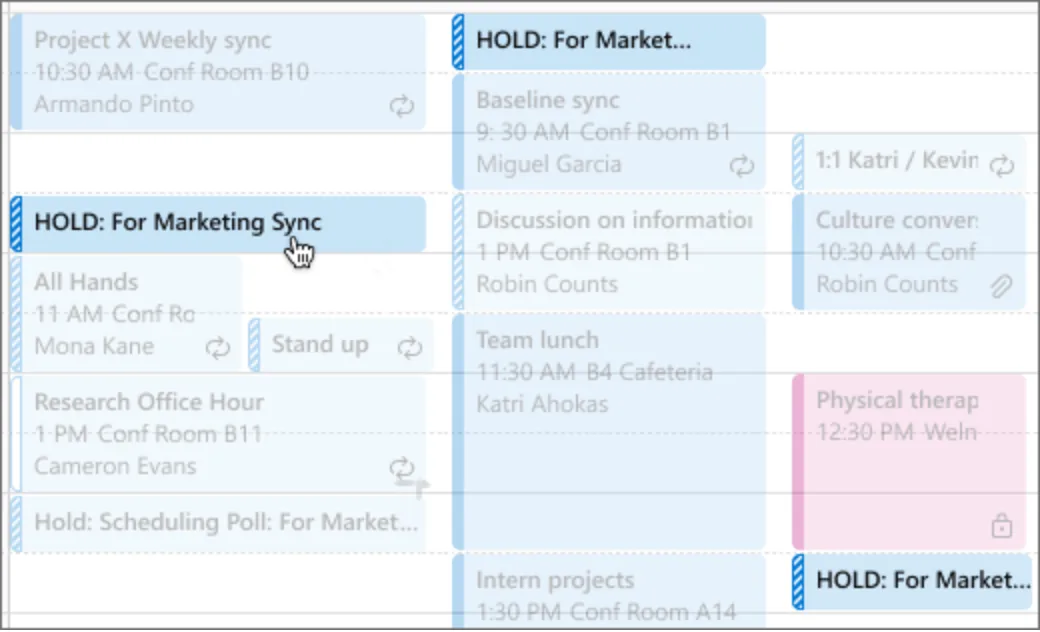 Project X Weekly sync
10:30 AM Conf Room B10
Armando Pinto
HOLD: For Marketing Sync
All Hands
11 AM Conf Ro
Mona Kane
Stand up
Research Office Hour
1 PM Conf Room B11
Cameron Evans
Hold: Scheduling Poll: For Market...
HOLD: For Market...
Baseline sync
9: 30 AM Conf Room B1
Miguel Garcia
Discussion on information
1 PM Conf Room B1
Robin Counts
Team lunch
11:30 AM B4 Cafeteria
Katri Ahokas
Intern projects
1:30 PM Conf Room A14
1:1 Katri / Kevin
Culture convers
10:30 AM Conf
Robin Counts
Physical therap
12:30 PM Weln
HOLD: For Market...